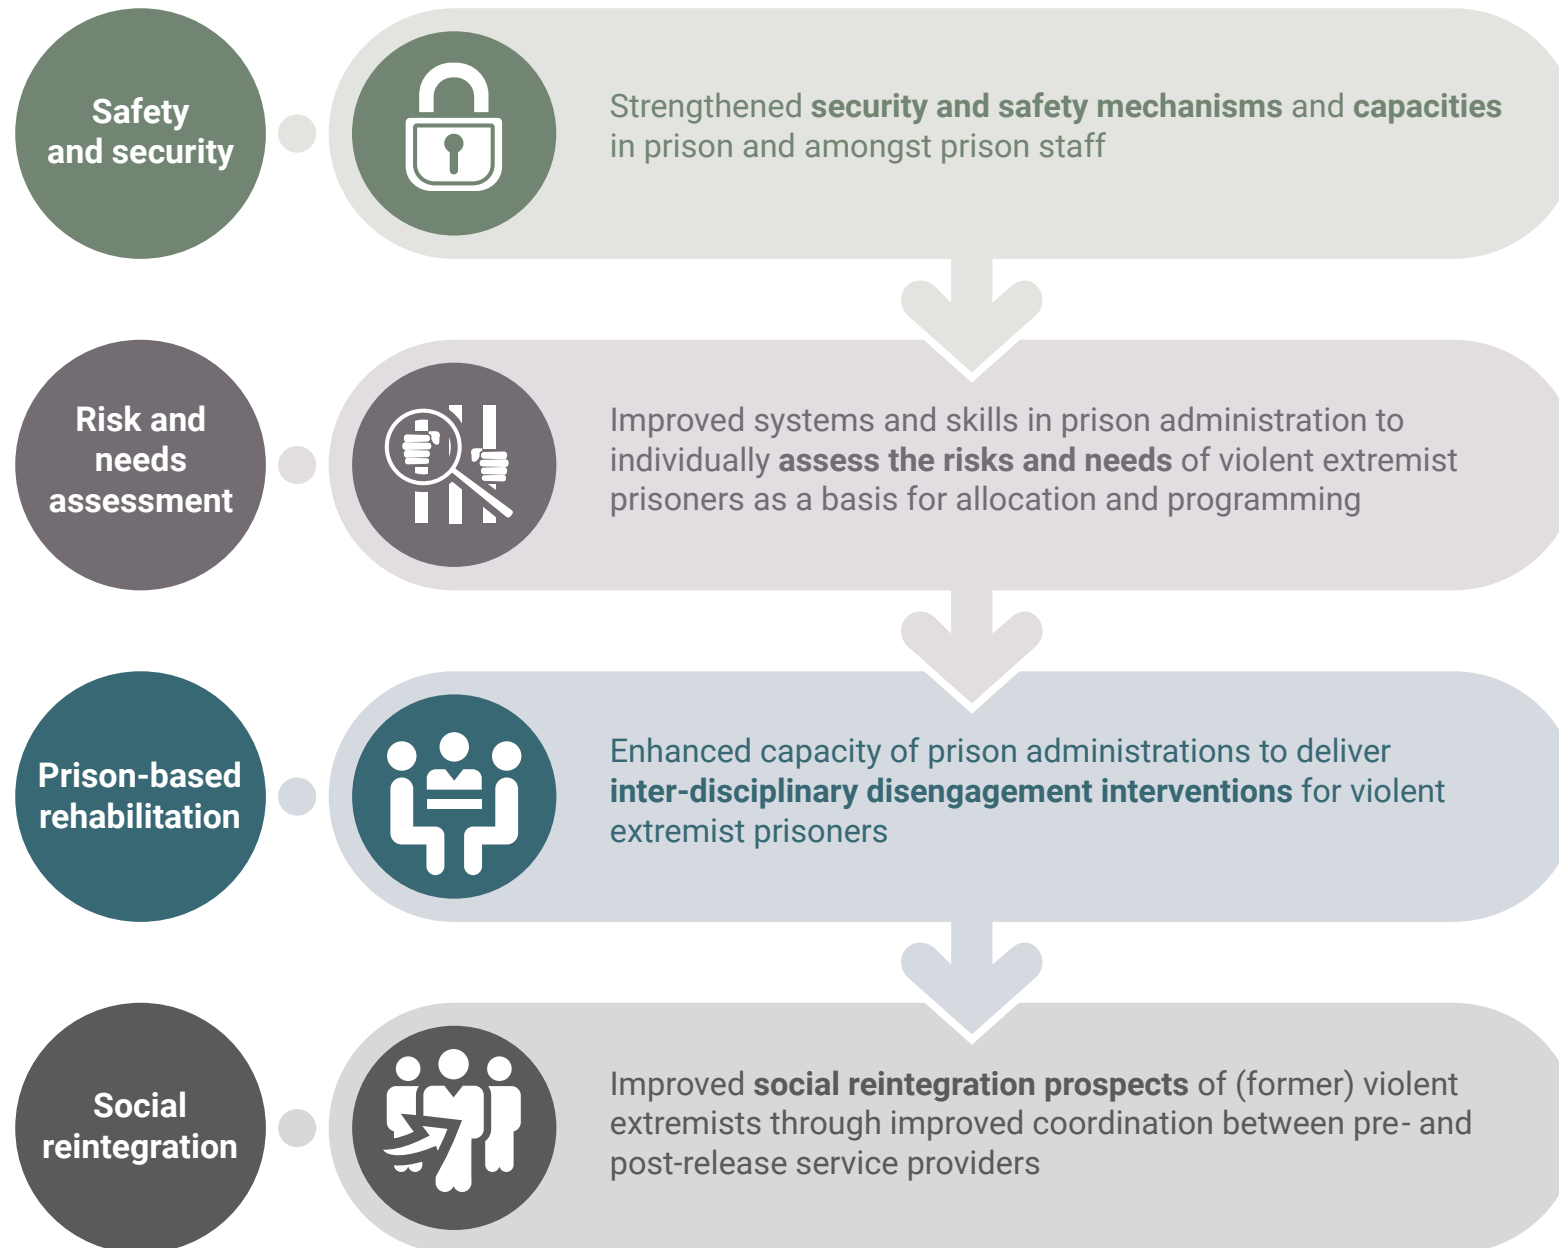 Safety
and security
Strengthened security and safety mechanisms and capacities
in prison and amongst prison staff
Risk and
needs
assessment
Improved systems and skills in prison administration to
individually assess the risks and needs of violent extremist
prisoners as a basis for allocation and programming
Prison-based
rehabilitation
Enhanced capacity of prison administrations to deliver
inter-disciplinary disengagement interventions for violent
extremist prisoners
Social
reintegration
Improved social reintegration prospects of (former) violent
extremists through improved coordination between pre- and
post-release service providers